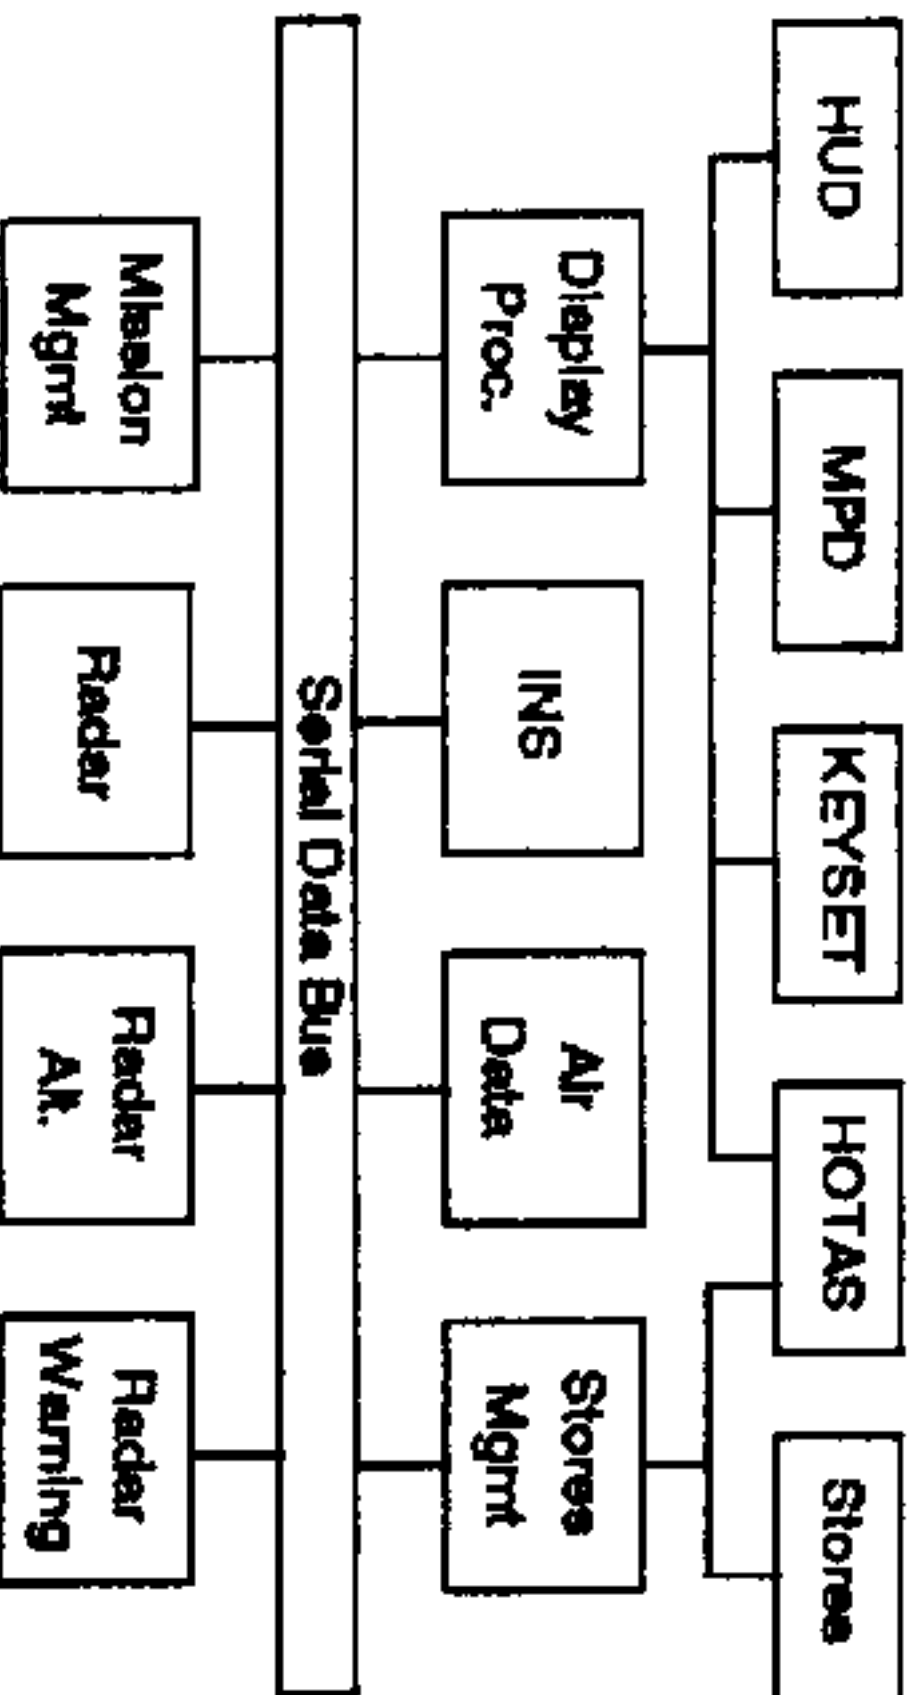 HUD
MPD
KEYSET
HOTAS
Stores
Display
Proc.
INS
Air
Data
Stores
Mgmt
Serial Data Bus
Mission
Mgmt
Radar
Radar
Alt.
Radar
Warning